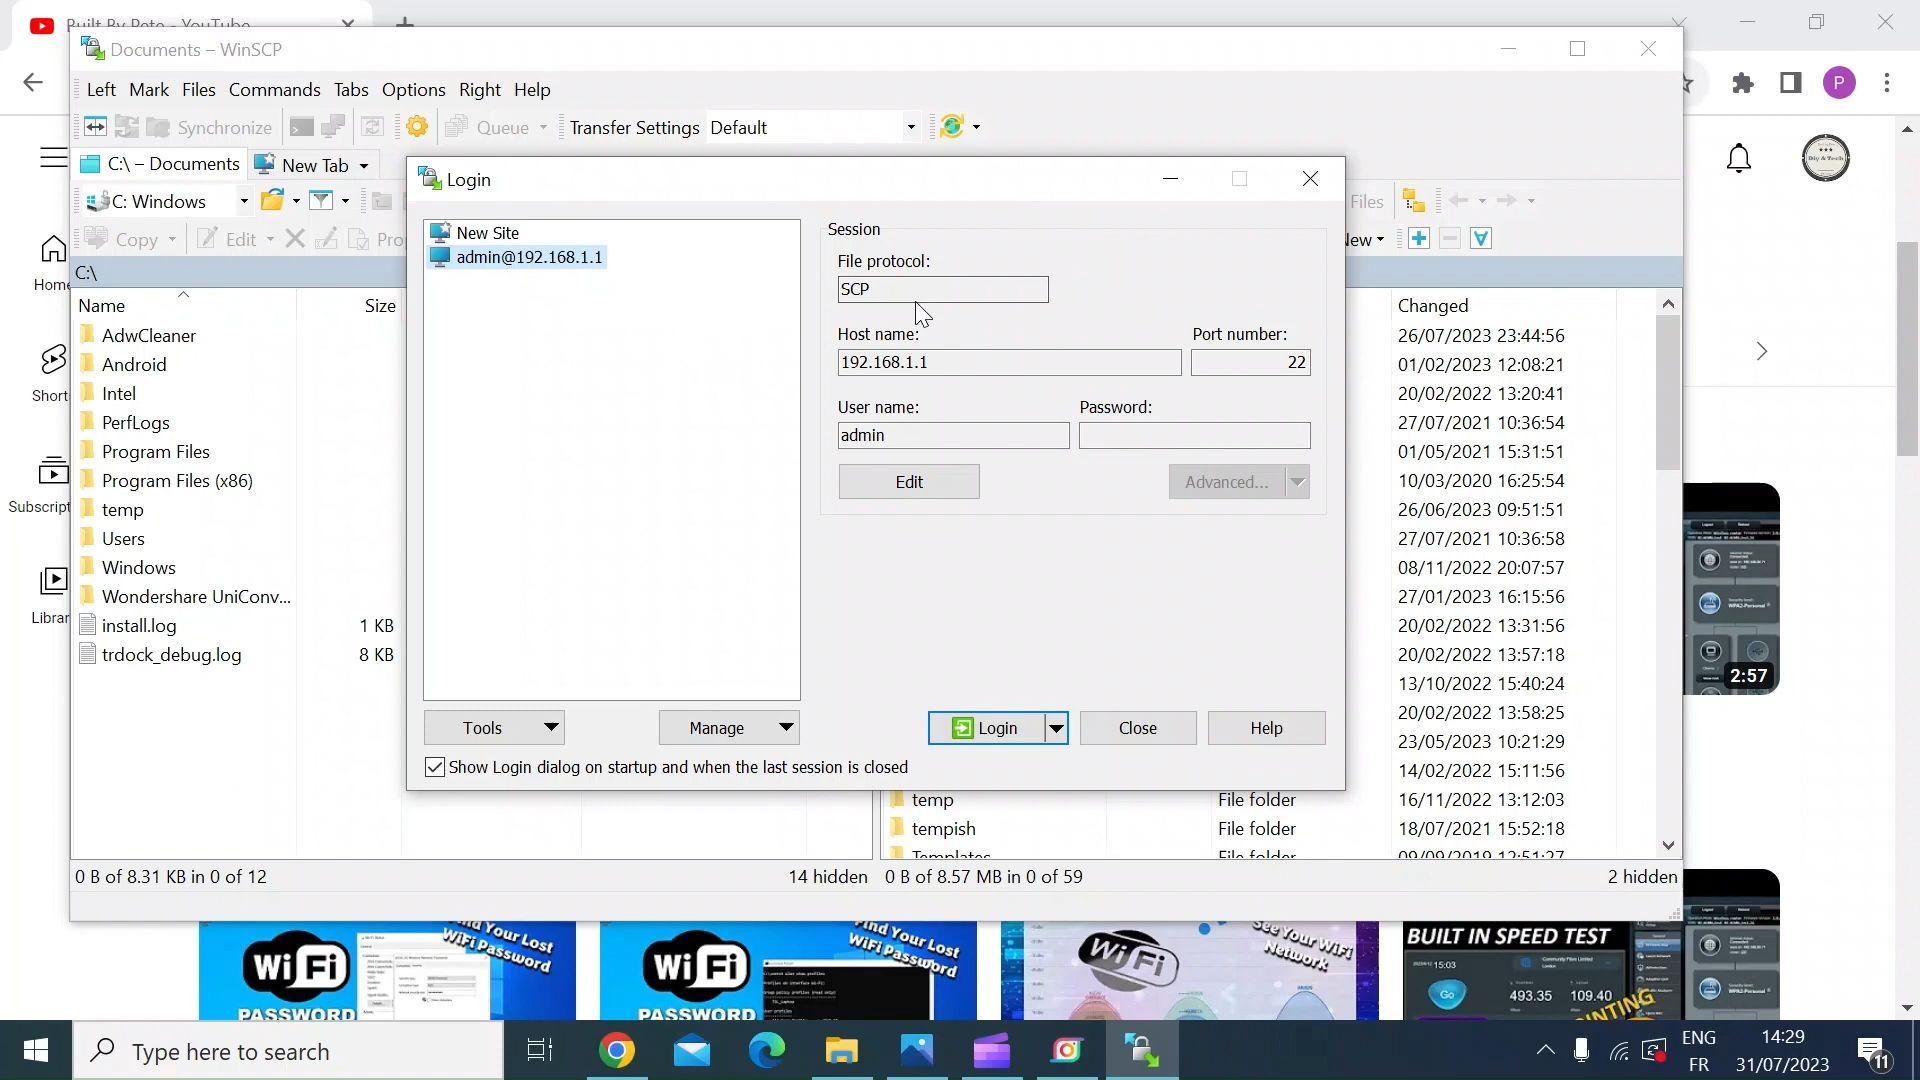 Built By Pete - YouTube
Documents – WinSCP
Left Mark Files Commands Tabs Options Right Help
Synchronize Queue Transfer Settings Default
P
C:\ – Documents New Tab
C: Windows
Copy Edit
C:\
Name Size
AdwCleaner
Android
Intel
PerfLogs
Program Files
Program Files (x86)
temp
Users
Windows
Wondershare UniConv...
install.log 1 KB
trdock_debug.log 8 KB
Home
Short
Subscript
Librar
Login
New Site
admin@192.168.1.1
Session
File protocol:
SCP
Host name: Port number:
192.168.1.1 22
User name: Password:
admin
Edit Advanced...
Tools Manage Login Close Help
Show Login dialog on startup and when the last session is closed
Files
Changed
26/07/2023 23:44:56
01/02/2023 12:08:21
20/02/2022 13:20:41
27/07/2021 10:36:54
01/05/2021 15:31:51
10/03/2020 16:25:54
26/06/2023 09:51:51
27/07/2021 10:36:58
08/11/2022 20:07:57
27/01/2023 16:15:56
20/02/2022 13:31:56
20/02/2022 13:57:18
13/10/2022 15:40:24
20/02/2022 13:58:25
23/05/2023 10:21:29
14/02/2022 15:11:56
temp File folder 16/11/2022 13:12:03
tempish File folder 18/07/2021 15:52:18
Templates File folder 09/09/2019 12:51:27
0 B of 8.31 KB in 0 of 12 14 hidden 0 B of 8.57 MB in 0 of 59 2 hidden
Diy & Tech
2:57
WiFi
Find Your Lost
WiFi Password
PASSWORD
WiFi
Find Your Lost
WiFi Password
PASSWORD
WiFi
See Your WiFi
Network
BUILT IN SPEED TEST
15:03
Go
493.35 109.40
Type here to search
ENG
FR
14:29
31/07/2023
11